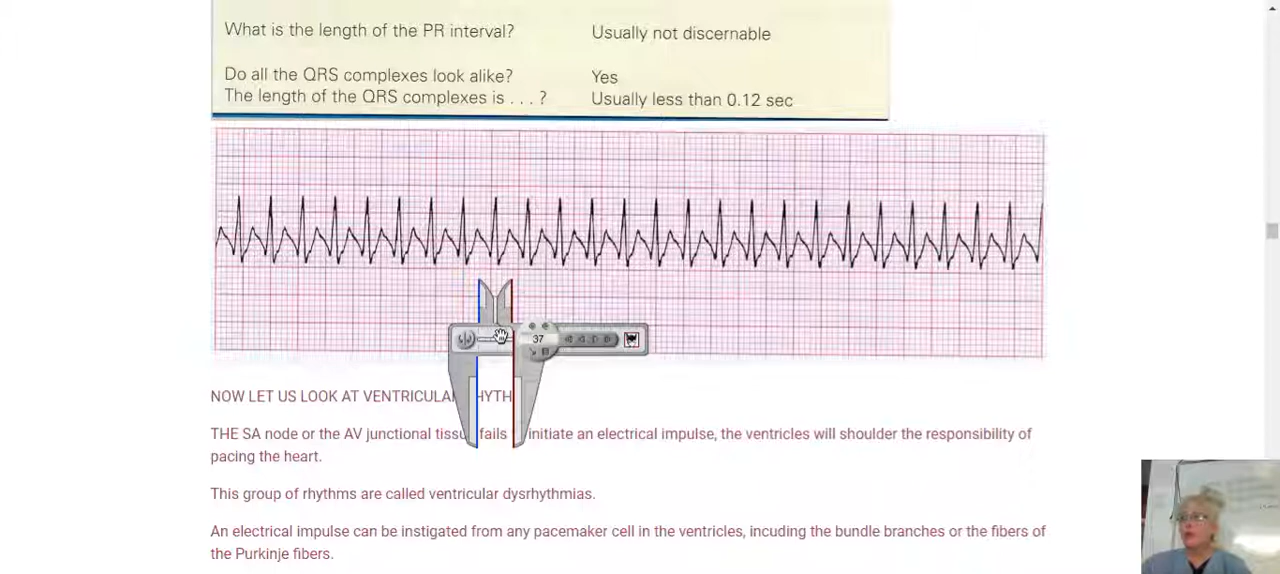 What is the length of the PR interval? Usually not discernable
Do all the QRS complexes look alike? Yes
The length of the QRS complexes is . . . ? Usually less than 0.12 sec
37
NOW LET US LOOK AT VENTRICULAR HYTH
THE SA node or the AV junctional tissu fails initiate an electrical impulse, the ventricles will shoulder the responsibility of
pacing the heart.
This group of rhythms are called ventricular dysrhythmias.
An electrical impulse can be instigated from any pacemaker cell in the ventricles, incuding the bundle branches or the fibers of
the Purkinje fibers.